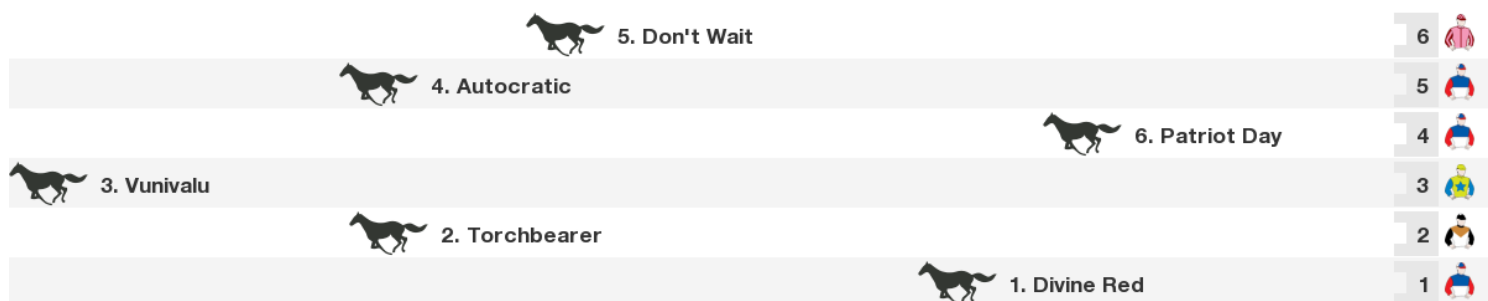 5. Don't Wait 6
4. Autocratic 5
6. Patriot Day 4
3. Vunivalu 3
2. Torchbearer 2
1. Divine Red 1